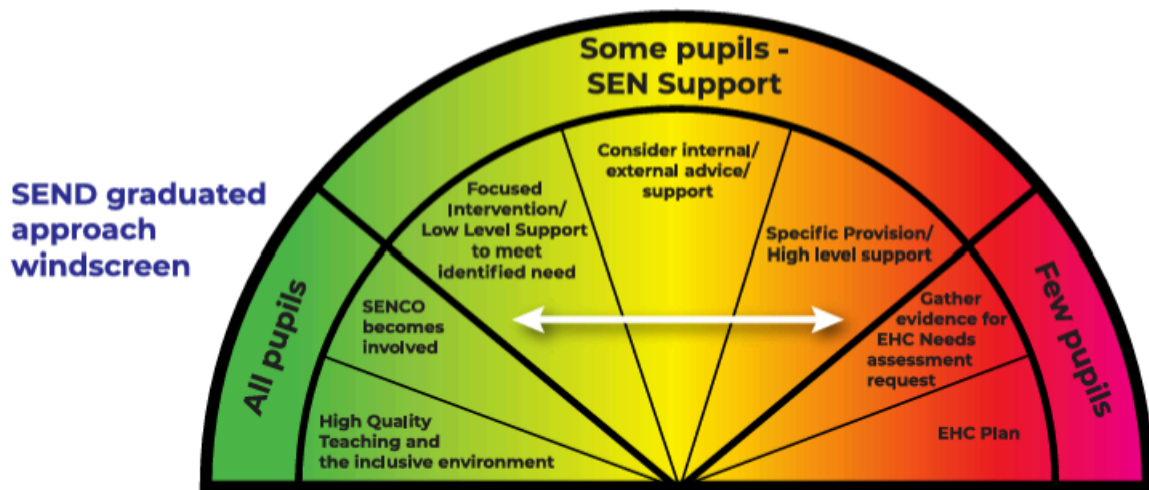 SEND graduated
approach
windscreen
All pupils
Some pupils -
SEN Support
Few pupils
High Quality
Teaching and
the inclusive environment
SENCO
becomes
involved
Focused
Intervention/
Low Level Support
to meet
identified need
Consider internal/
external advice/
support
Specific Provision/
High level support
Gather
evidence for
EHC Needs
assessment
request
EHC Plan